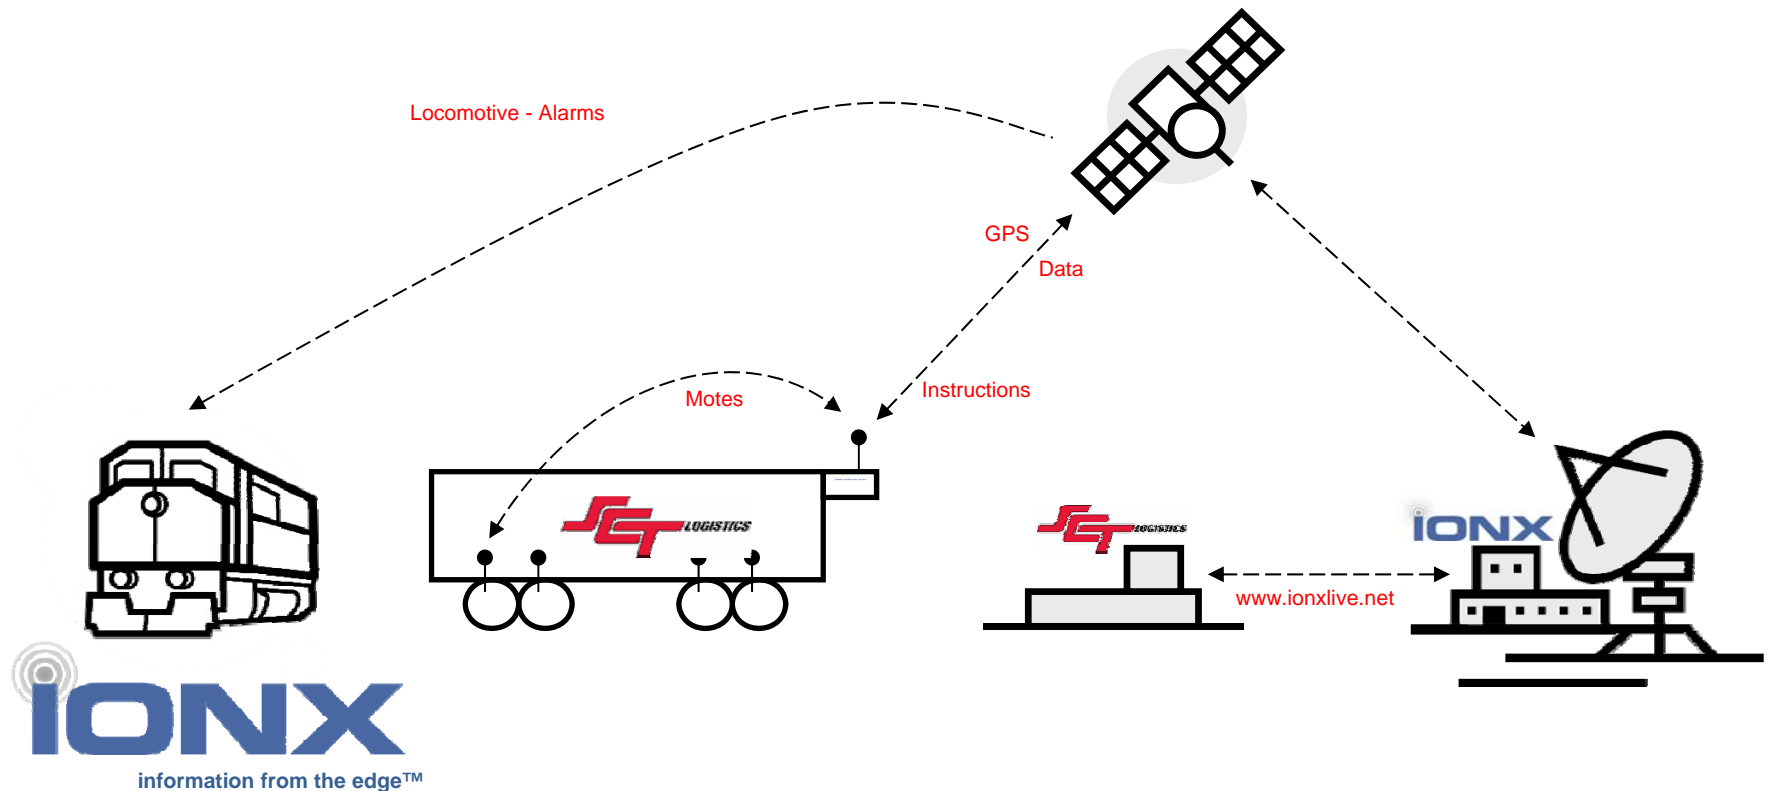 Locomotive - Alarms
GPS
Data
Motes
Instructions
SCT LOGISTICS
SCT LOGISTICS
IONX
www.ionxlive.net
IONX
information from the edge™